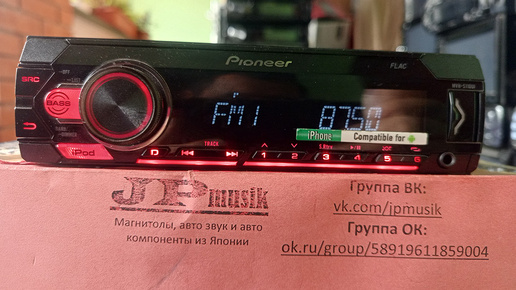 Pioneer
FLAC
SRC
BASS
FM1 8750
iPhone Compatible for
iPod
D
TRACK
1 2 3 4 5 6
JP musik
Магнитолы, авто звук и авто
компоненты из Японии
Группа ВК:
vk.com/jpmusik
Группа ОК:
ok.ru/group/58919611859004